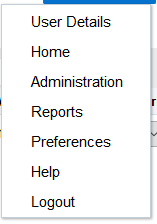 User Details
Home
Administration
Reports
Preferences
Help
Logout